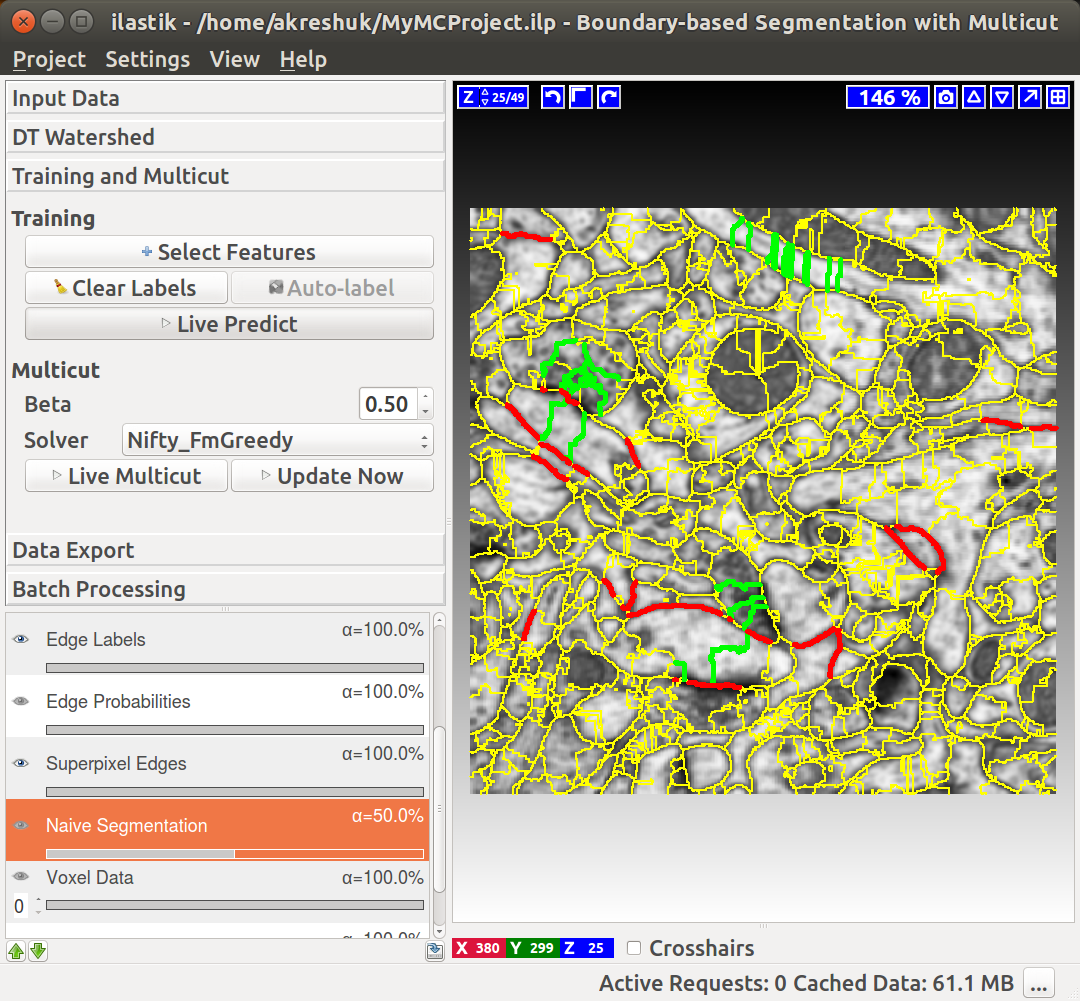 ilastik - /home/akreshuk/MyMCProject.ilp - Boundary-based Segmentation with Multicut
Project Settings View Help
Input Data
DT Watershed
Training and Multicut
Training
Select Features
Clear Labels Auto-label
Live Predict
Multicut
Beta 0.50
Solver Nifty_FmGreedy
Live Multicut Update Now
Data Export
Batch Processing
Edge Labels α=100.0%
Edge Probabilities α=100.0%
Superpixel Edges α=100.0%
Naive Segmentation α=50.0%
Voxel Data α=100.0%
0
α=100.0%
Z 25/49 146 %
X 380 Y 299 Z 25 Crosshairs
Active Requests: 0 Cached Data: 61.1 MB ...